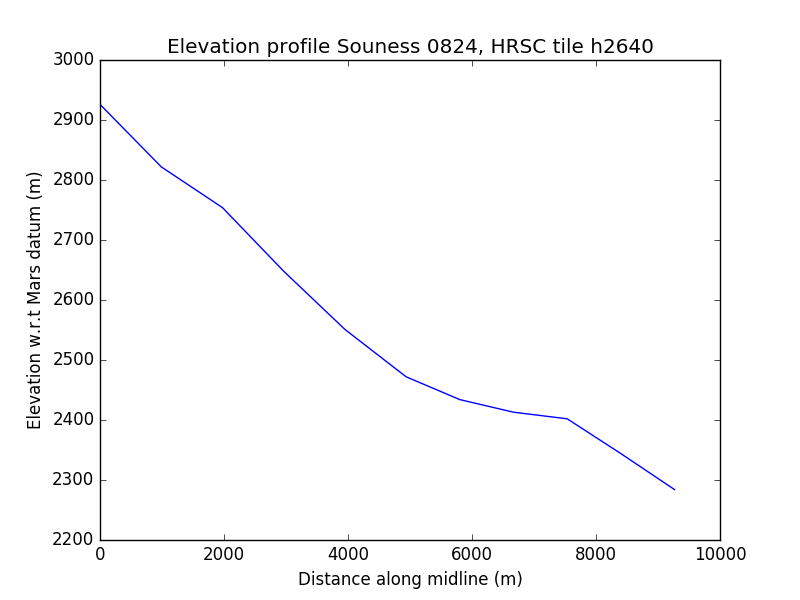 Elevation profile Souness 0824, HRSC tile h2640
3000
2900
2800
2700
2600
2500
2400
2300
2200
Elevation w.r.t Mars datum (m)
0 2000 4000 6000 8000 10000
Distance along midline (m)